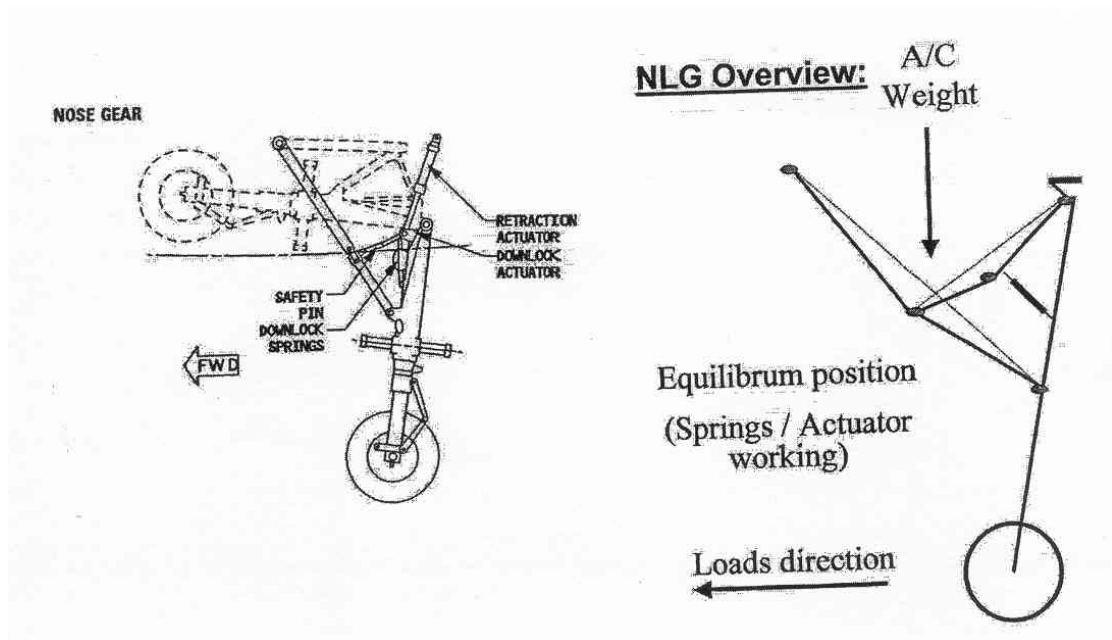 NOSE GEAR
RETRACTION
ACTUATOR
DOWNLOCK
ACTUATOR
SAFETY
PIN
DOWNLOCK
SPRINGS
FWD
NLG Overview:
A/C
Weight
Equilibrum position
(Springs / Actuator
working)
Loads direction